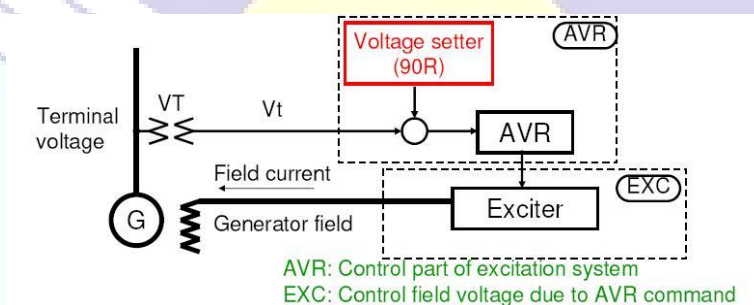 AVR
Voltage setter
(90R)
VT
Vt
Terminal
voltage
AVR
Field current
EXC
G
Generator field
Exciter
AVR: Control part of excitation system
EXC: Control field voltage due to AVR command